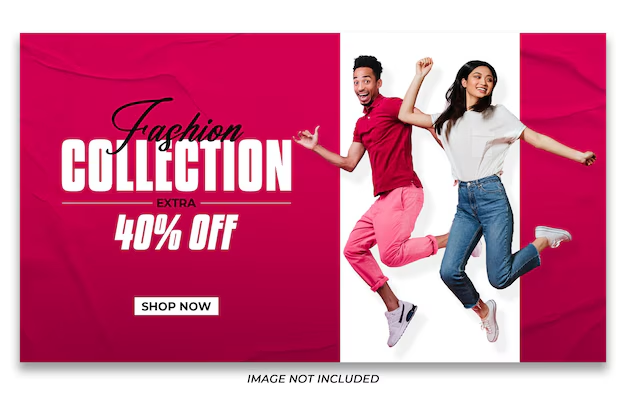 Fashion
COLLECTION
EXTRA
40% OFF
SHOP NOW
IMAGE NOT INCLUDED